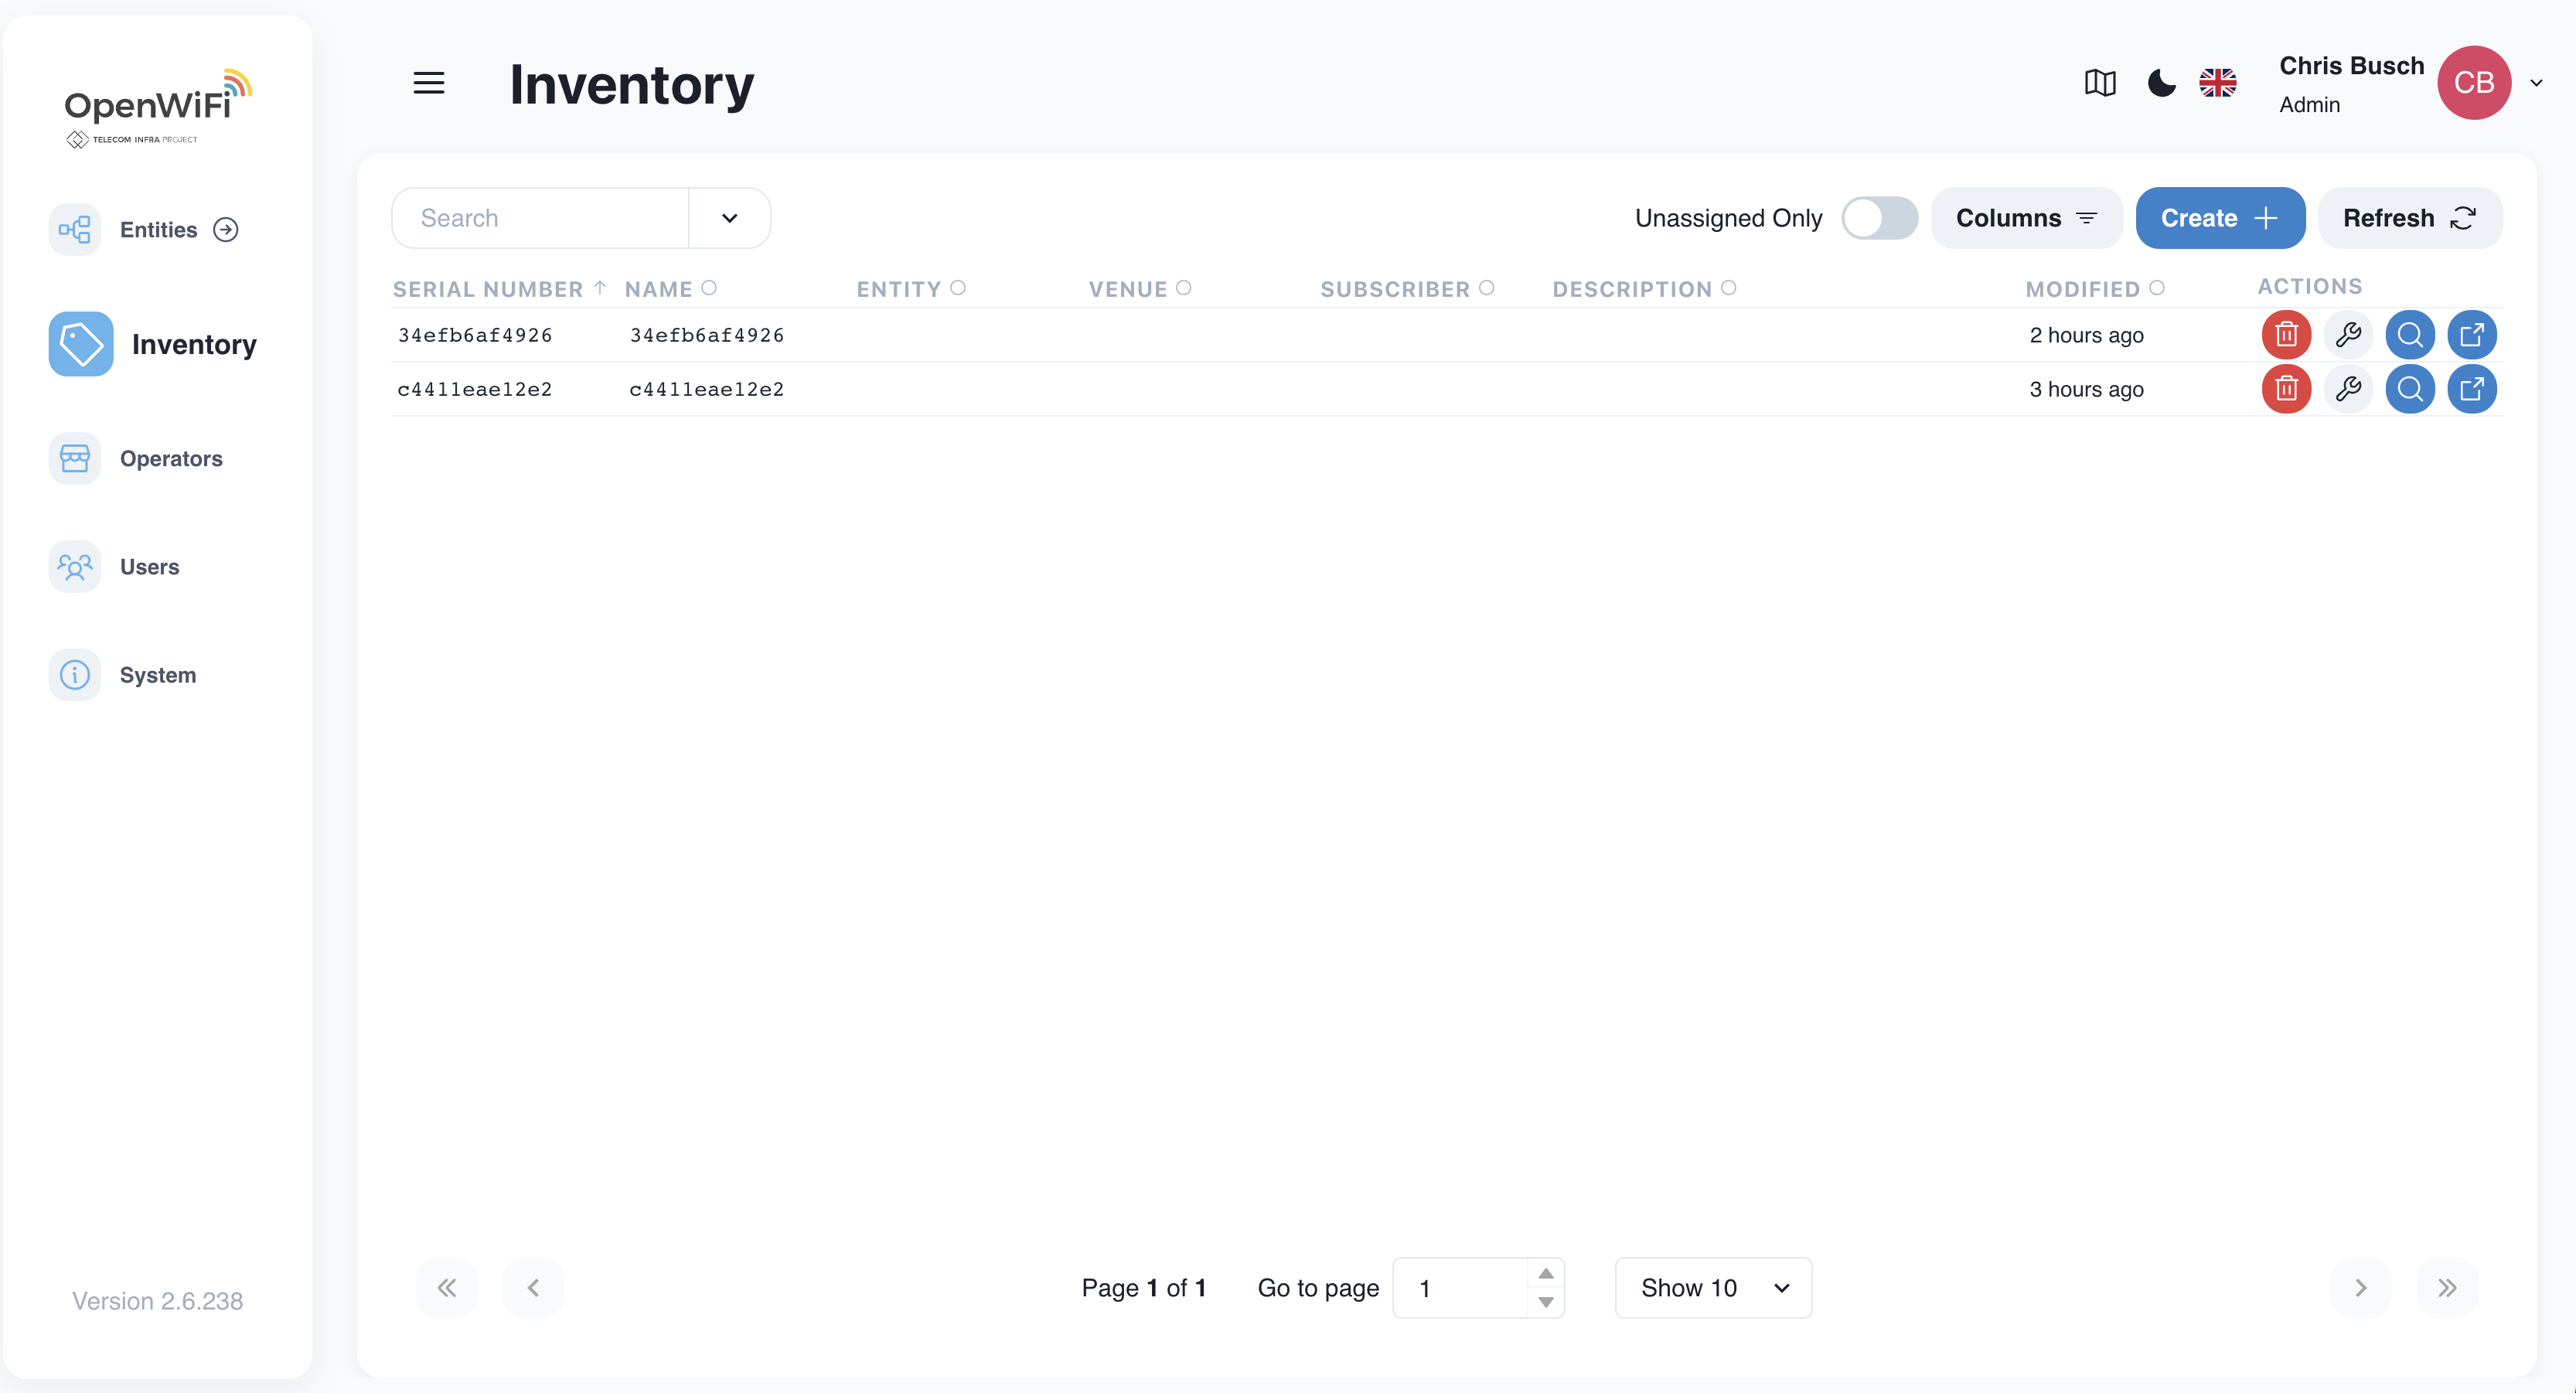 OpenWiFi
TELECOM INFRA PROJECT
Entities
Inventory
Operators
Users
System
Version 2.6.238
Inventory
Chris Busch
Admin
CB
Search
Unassigned Only
Columns
Create
Refresh
SERIAL NUMBER NAME ENTITY VENUE SUBSCRIBER DESCRIPTION MODIFIED ACTIONS
34efb6af4926 34efb6af4926 2 hours ago
c4411eae12e2 c4411eae12e2 3 hours ago
Page 1 of 1 Go to page 1 Show 10